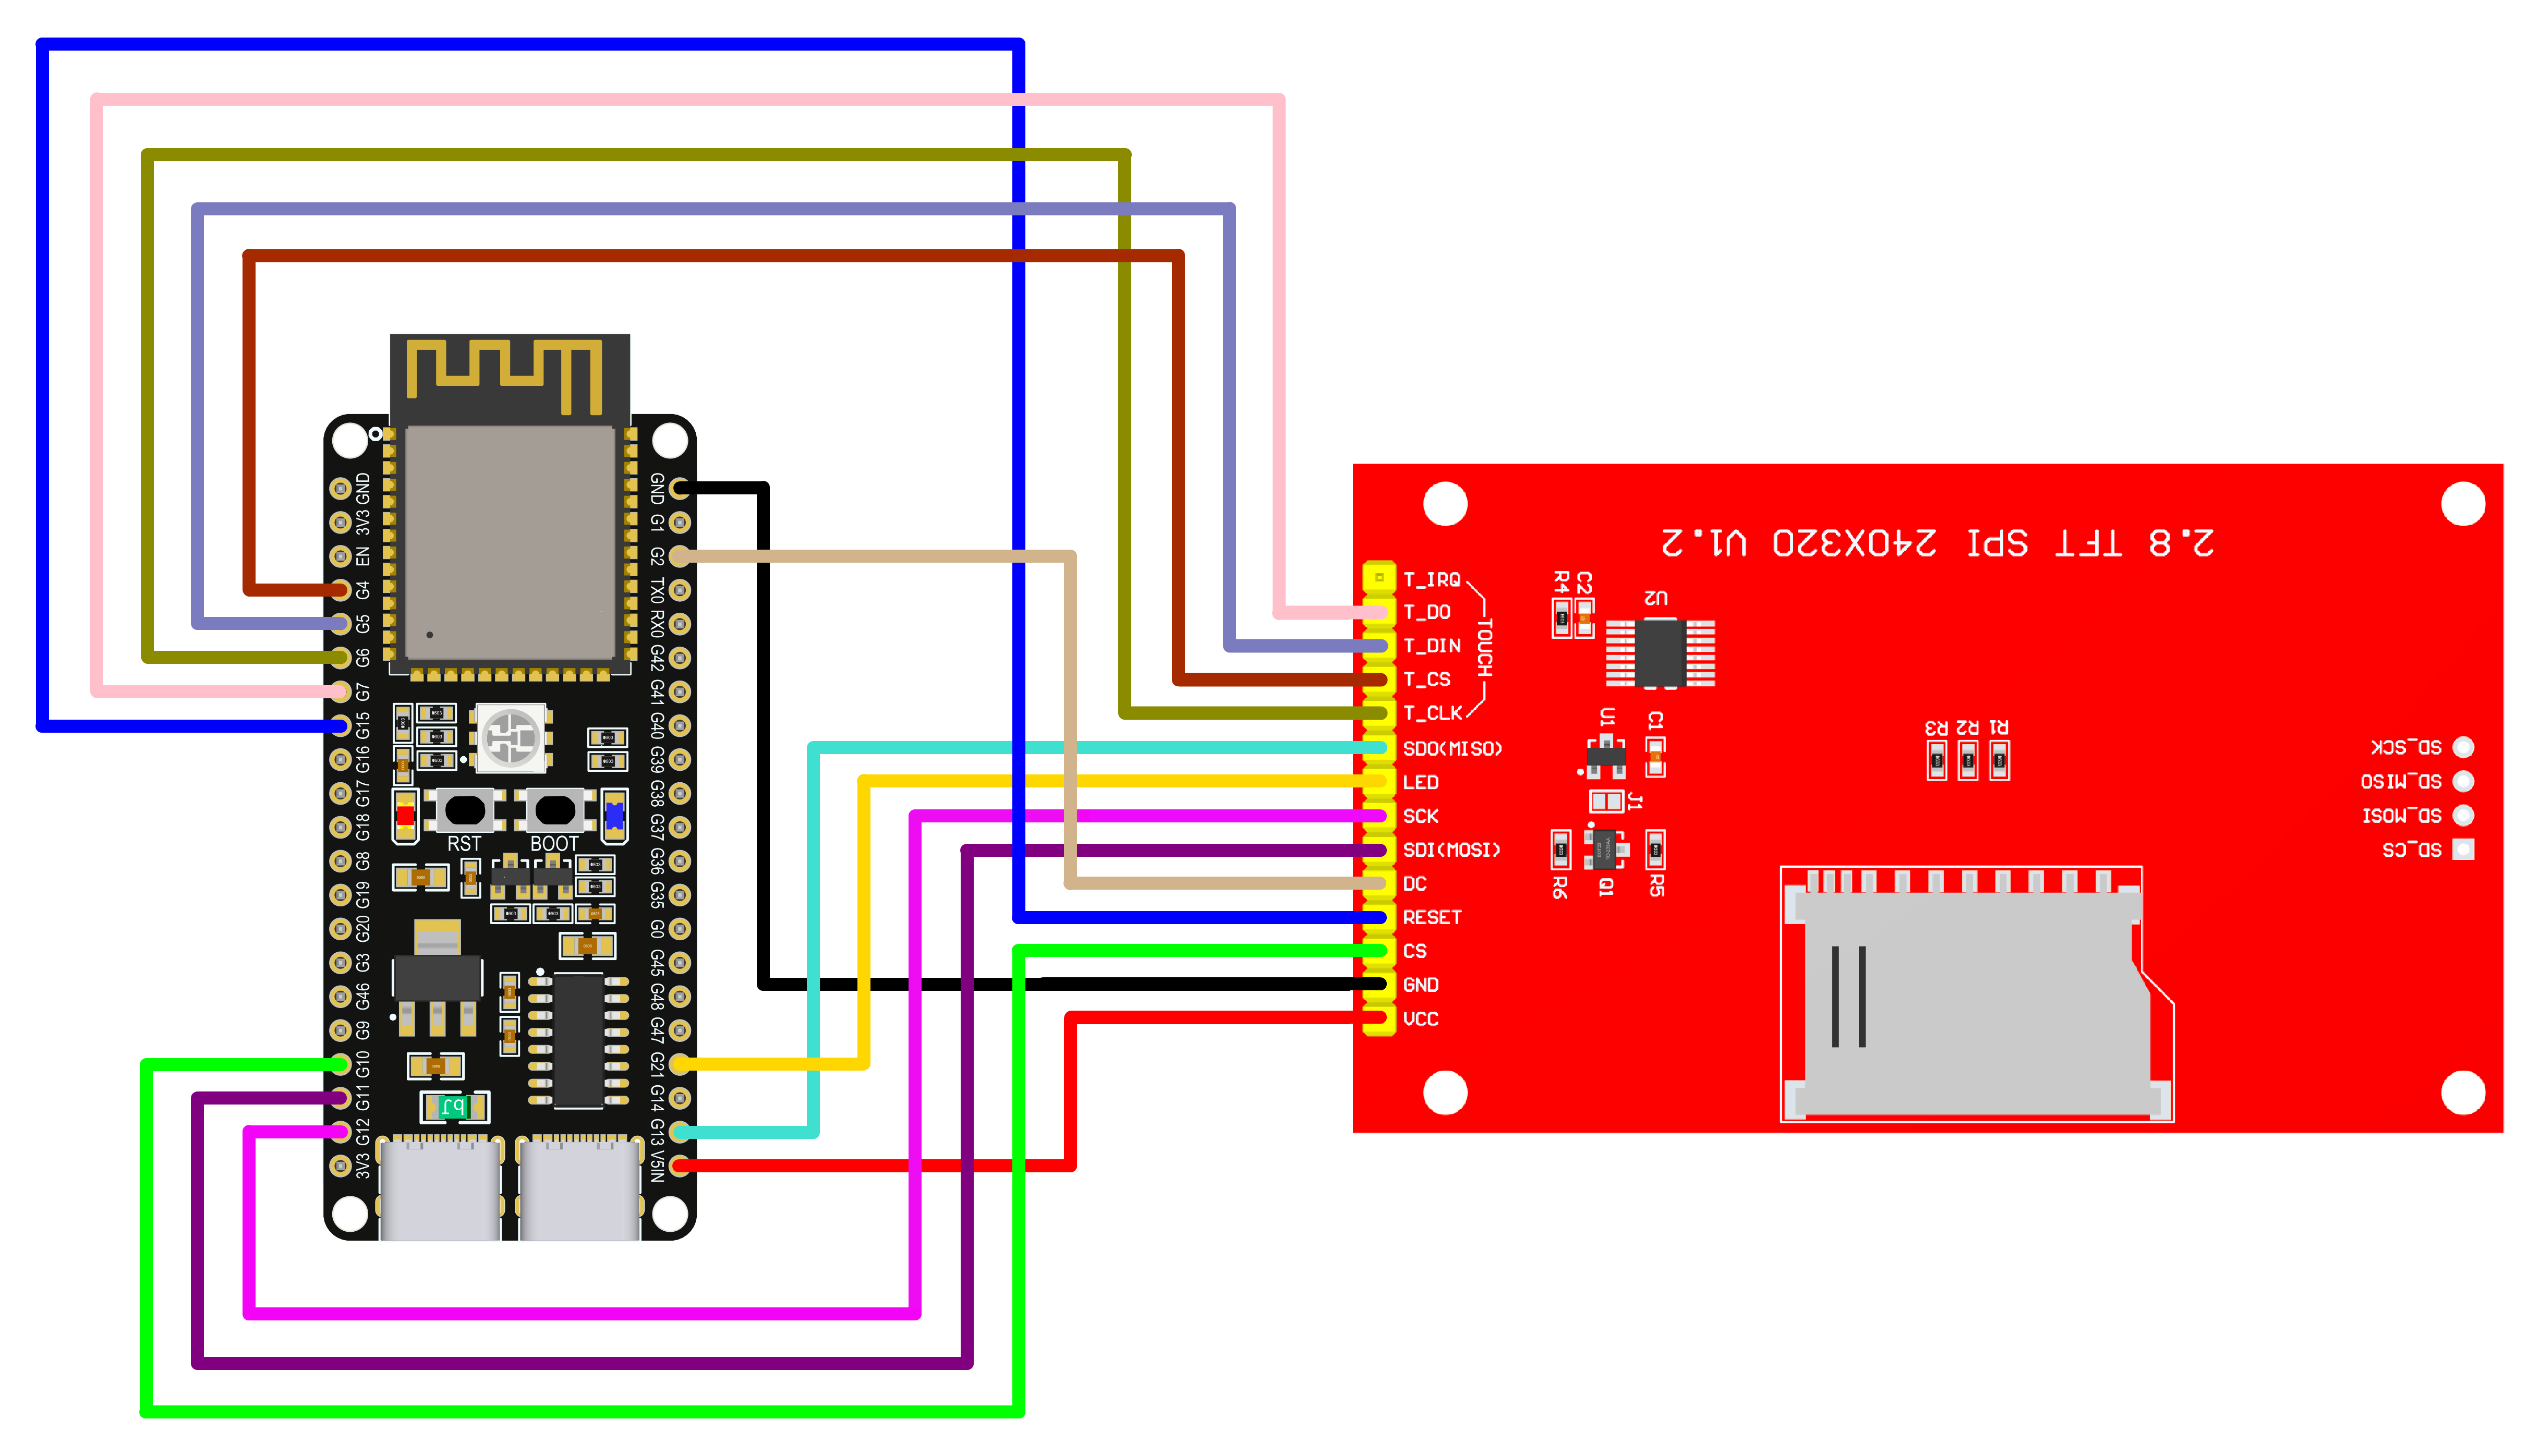 GND
3V3
EN
G4
G5
G6
G7
G15
G16
G17
G18
G8
G19
G20
G3
G46
G9
G10
G11
G12
3V3
GND
G1
G2
TX0
RX0
G42
G41
G40
G39
G38
G37
G36
G35
G0
G45
G48
G47
G21
G14
G13
V5IN
RST
BOOT
2.8 TFT SPI 240X320 V1.2
T_IRQ
T_DO
T_DIN
T_CS
T_CLK
TOUCH
SDO(MISO)
LED
SCK
SDI(MOSI)
DC
RESET
CS
GND
VCC
R4
C2
U2
U1
C1
J1
R6
Q1
R5
R3
R2
R1
SD_SCK
SD_MISO
SD_MOSI
SD_CS